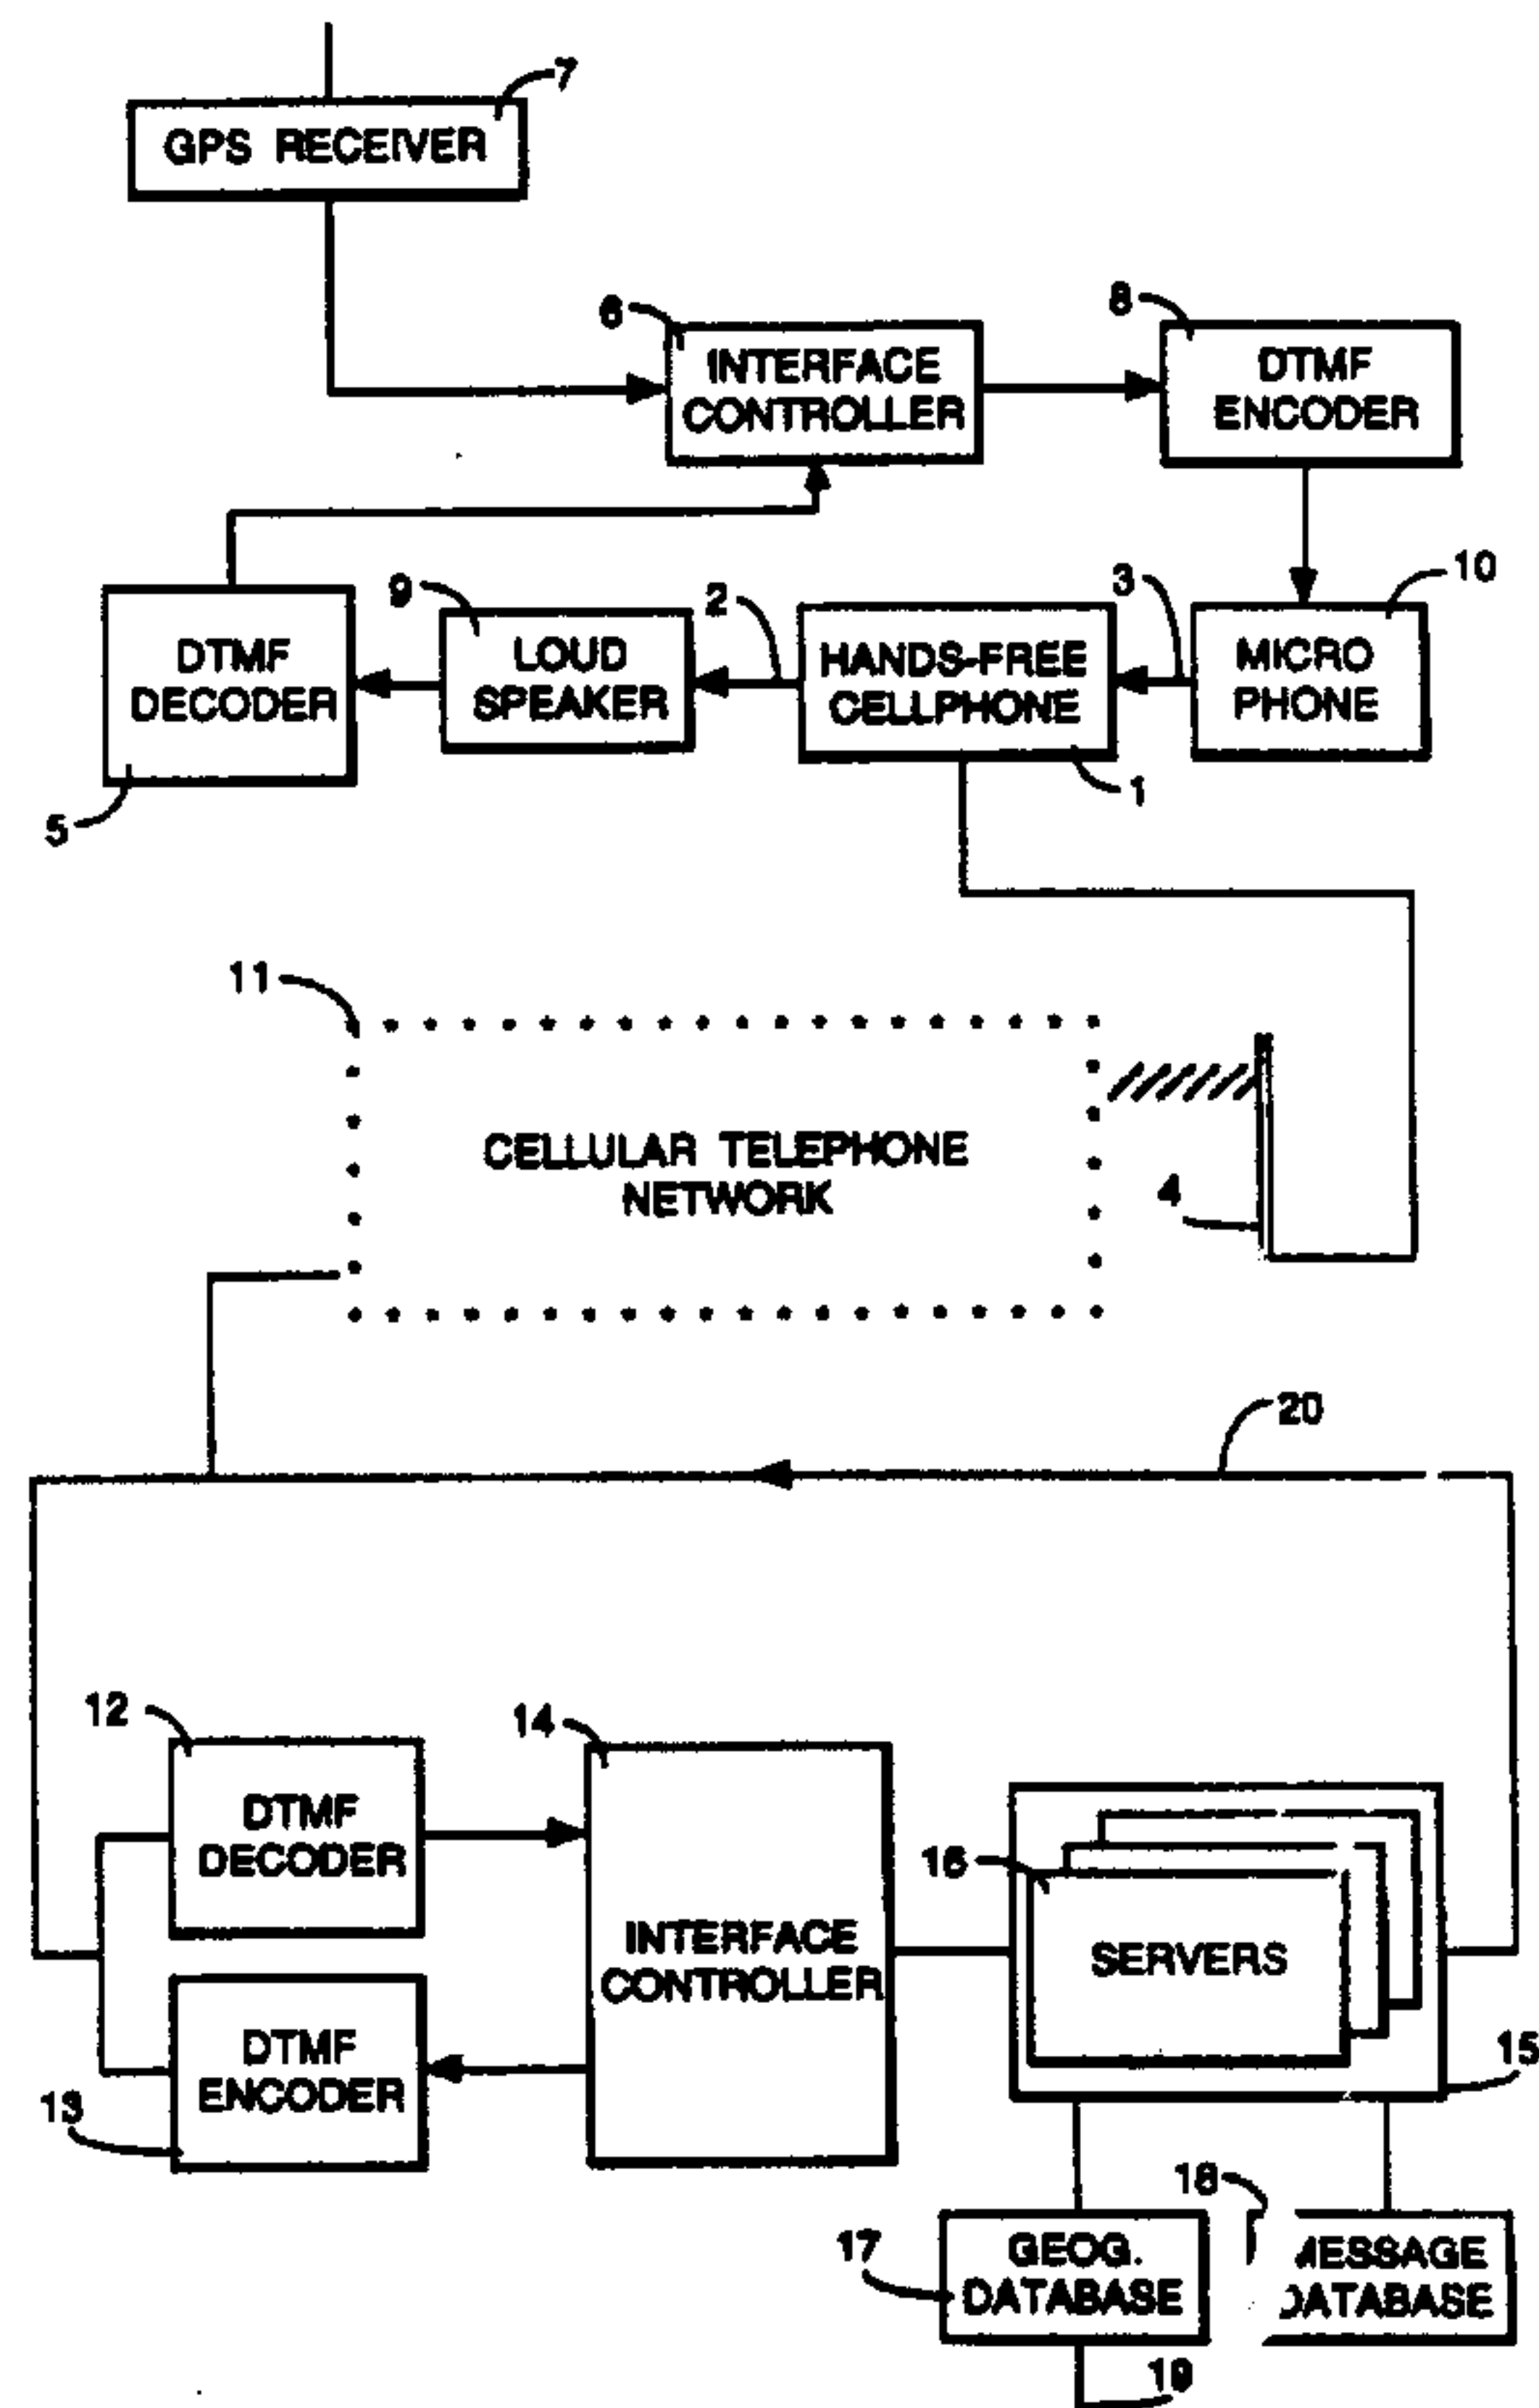 7
GPS RECEIVER
6
8
INTERFACE
CONTROLLER
DTMF
ENCODER
9
2
3
10
DTMF
DECODER
LOUD
SPEAKER
HANDS-FREE
CELLPHONE
MICRO
PHONE
5
1
11
CELLULAR TELEPHONE
NETWORK
4
20
12
14
DTMF
DECODER
16
INTERFACE
CONTROLLER
SERVERS
DTMF
ENCODER
13
15
18
17
GEOG.
DATABASE
MESSAGE
DATABASE
19